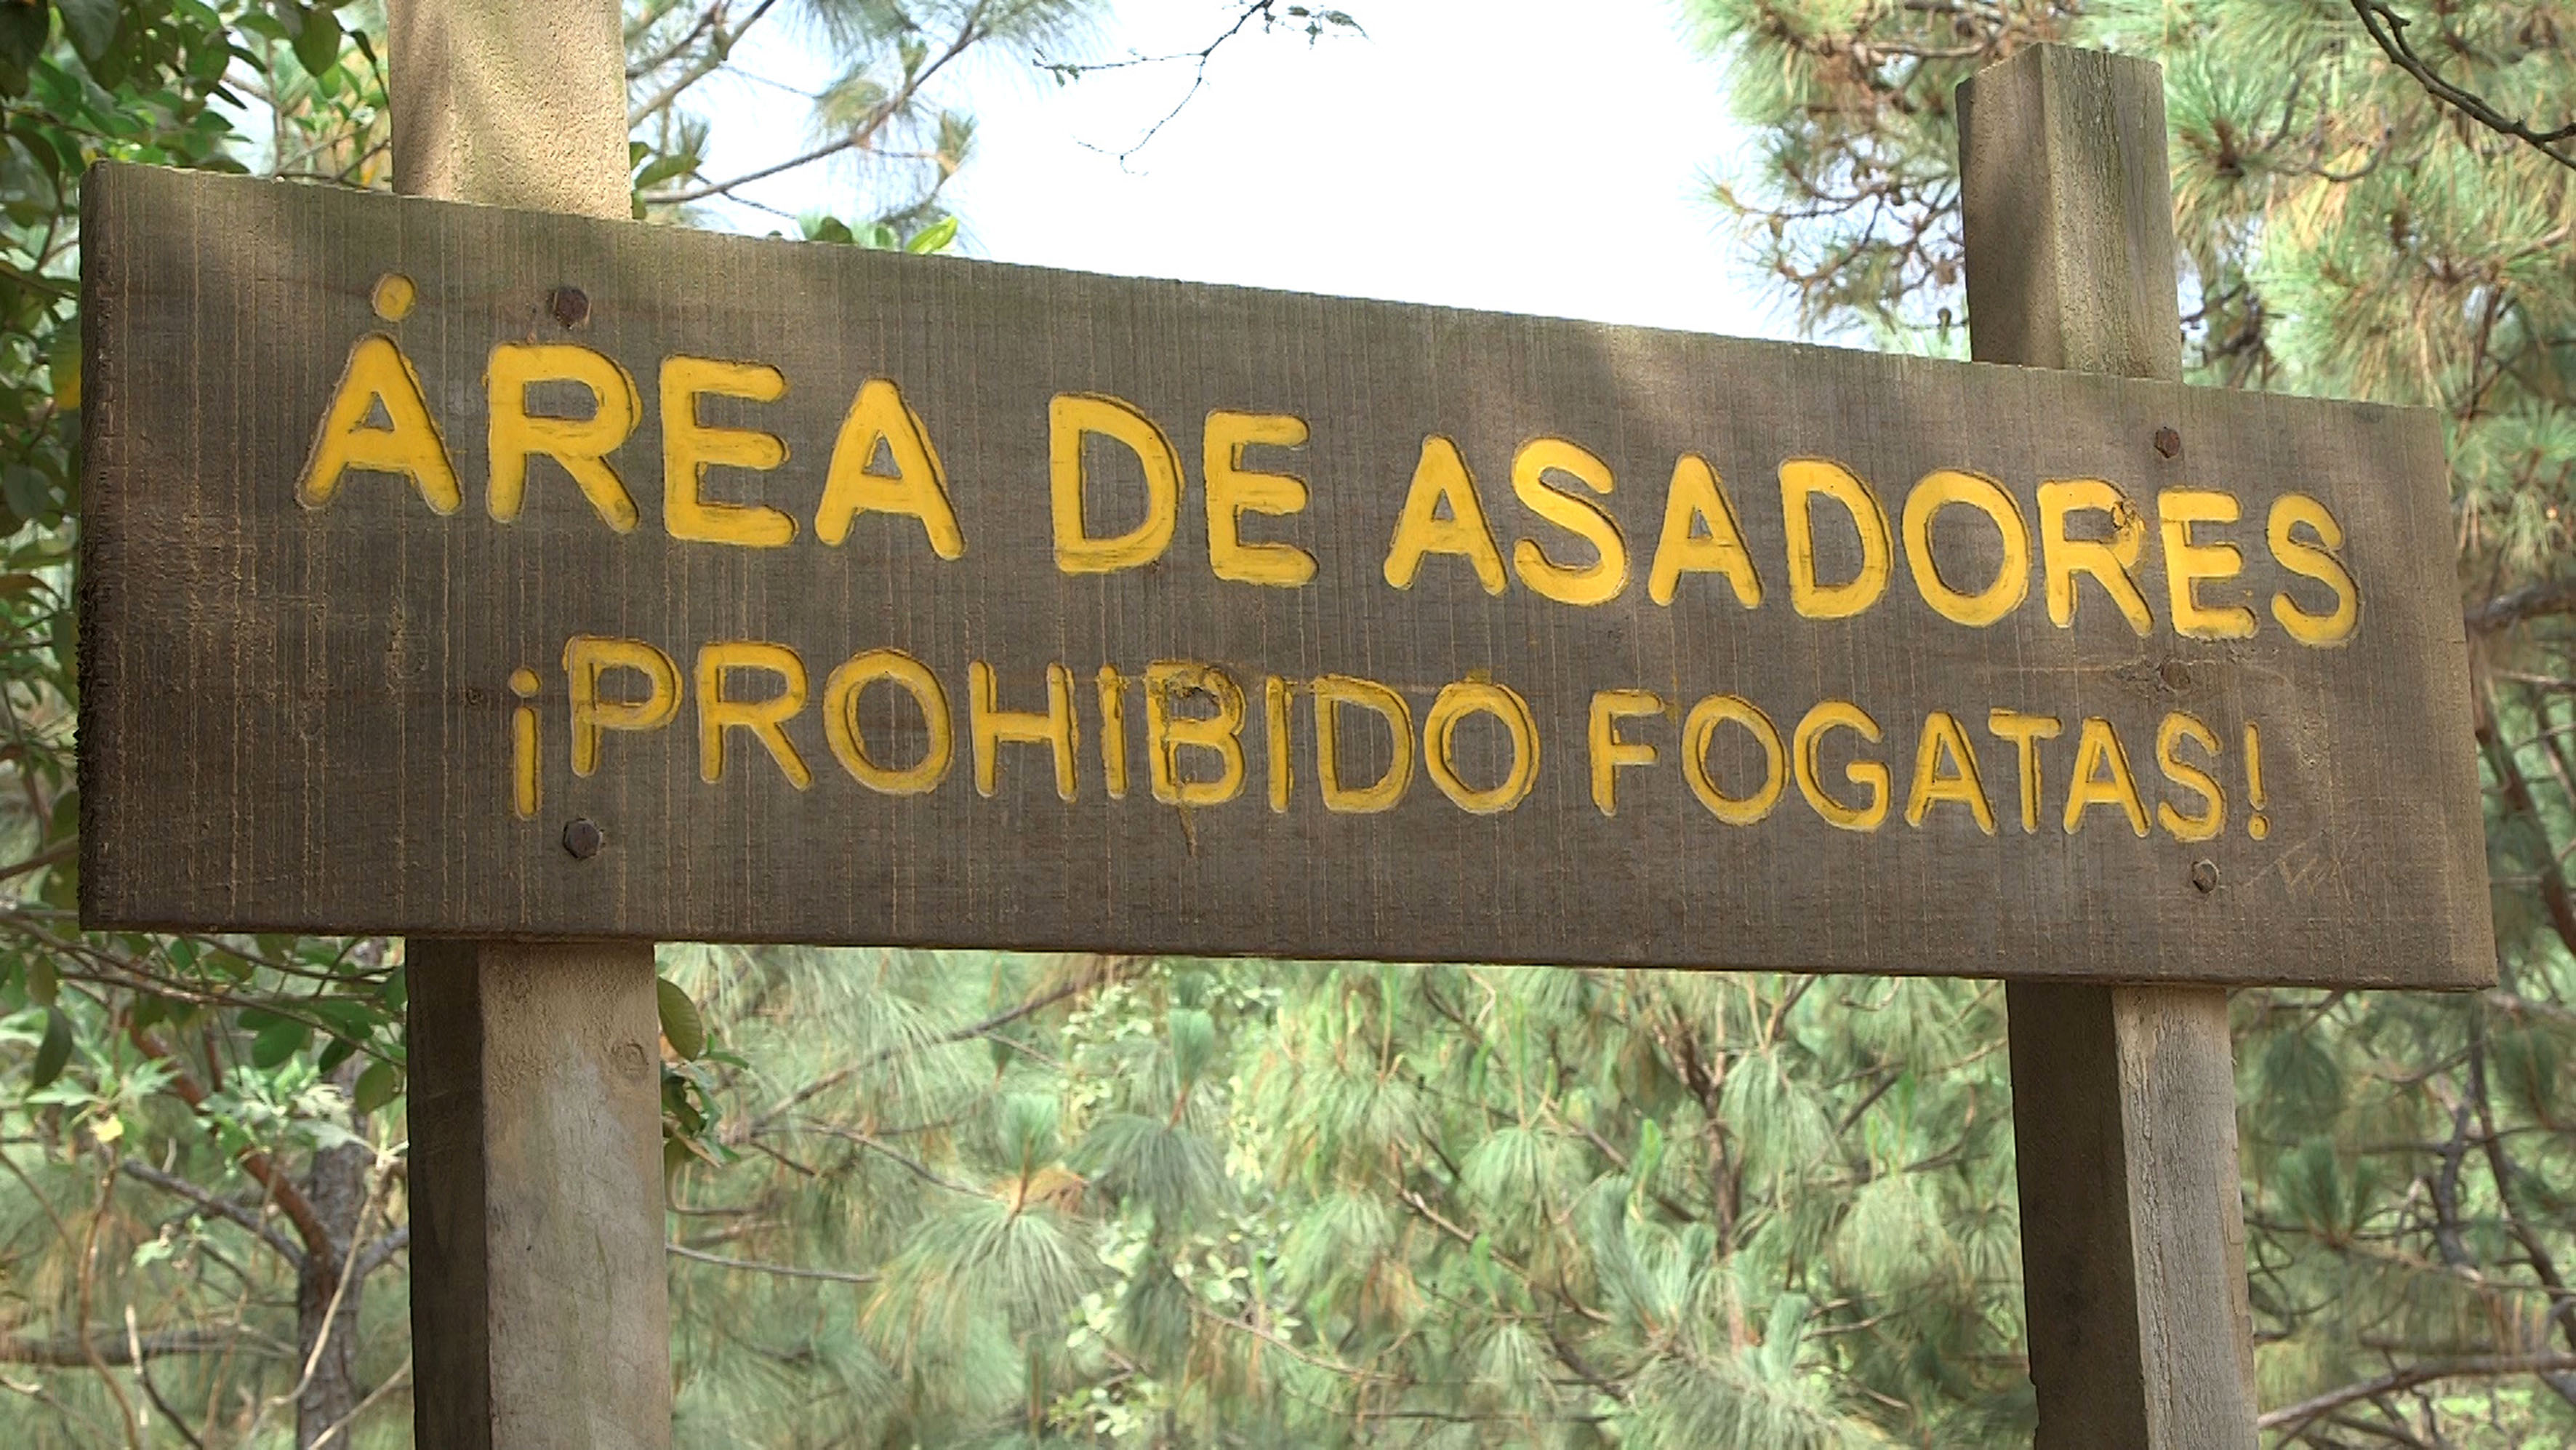 ÁREA DE ASADORES
¡PROHIBIDO FOGATAS!